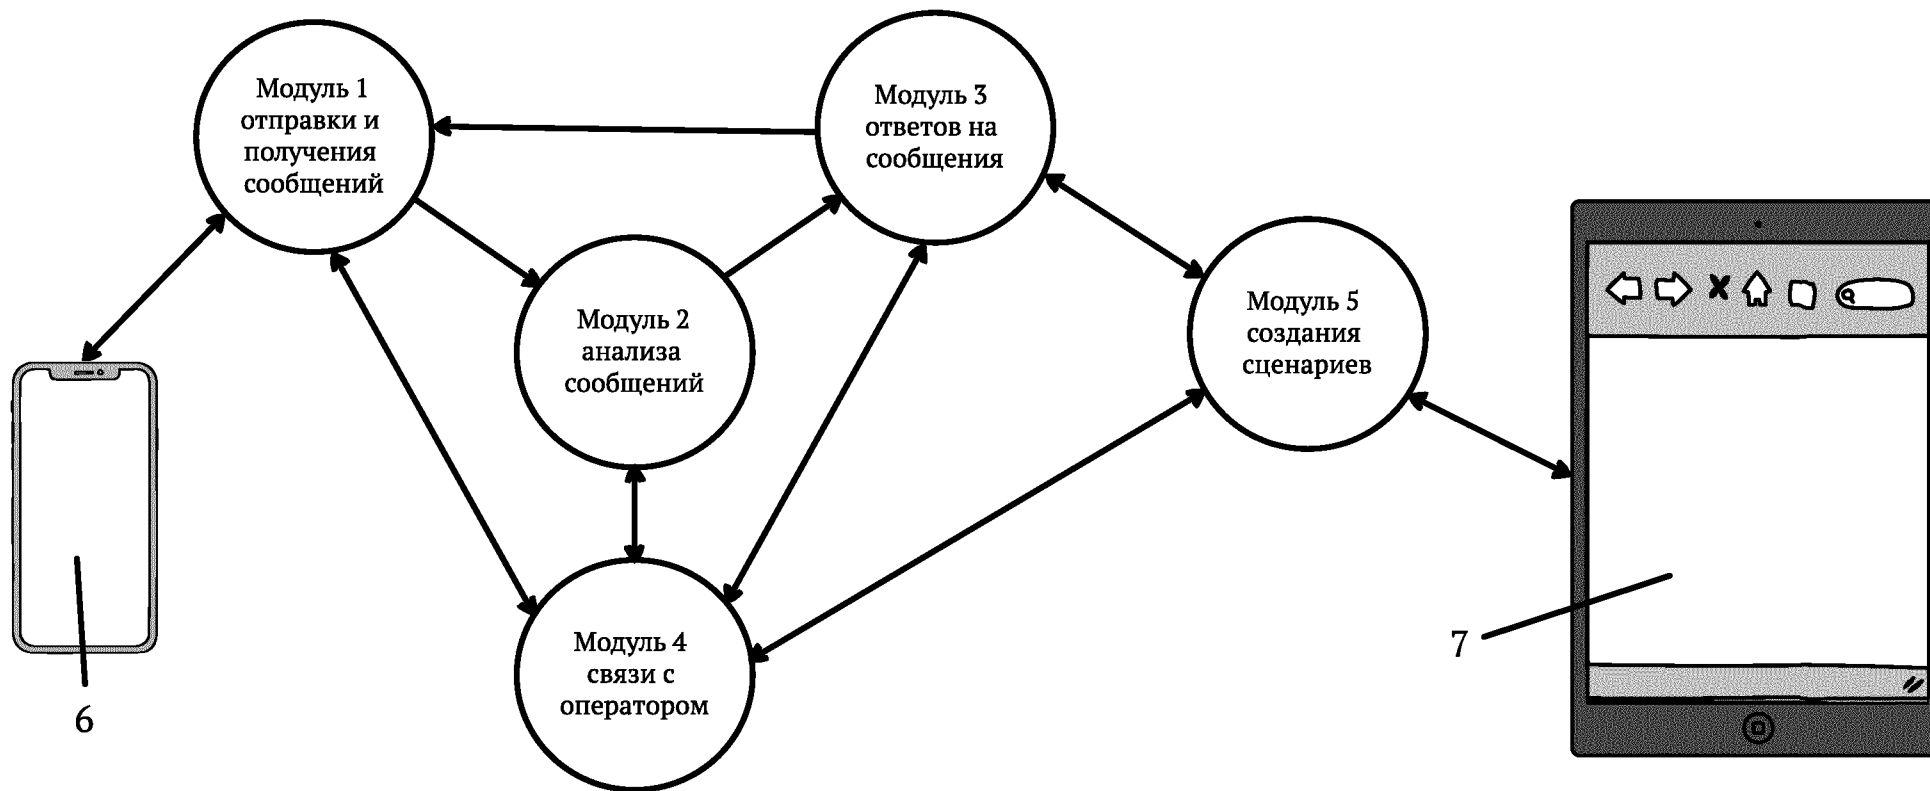 Модуль 1
отправки и
получения
сообщений
Модуль 3
ответов на
сообщения
Модуль 2
анализа
сообщений
Модуль 5
создания
сценариев
Модуль 4
связи с
оператором
6
7